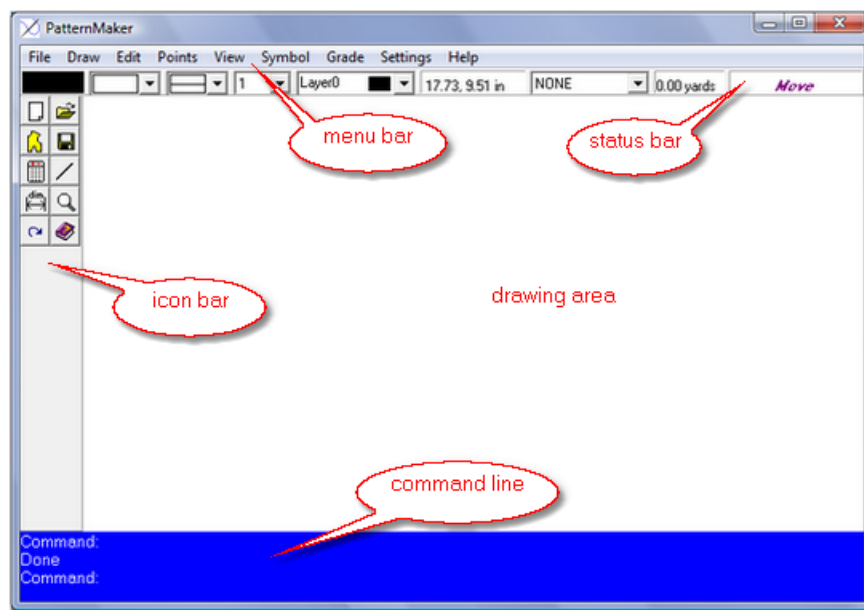 PatternMaker
File Draw Edit Points View Symbol Grade Settings Help
1 Layer0 17.73, 9.51 in NONE 0.00 yards Move
menu bar
status bar
dim
icon bar
drawing area
command line
Command:
Done
Command: